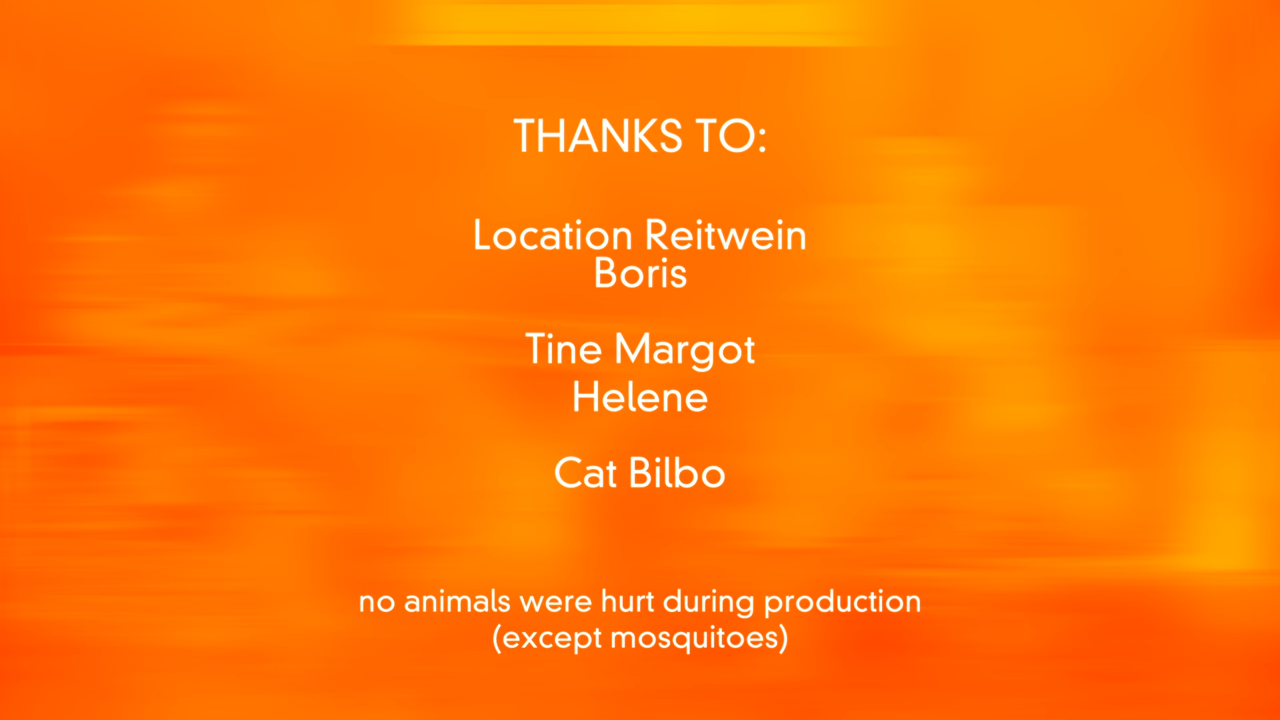 THANKS TO:
Location Reitwein
Boris
Tine Margot
Helene
Cat Bilbo
no animals were hurt during production
(except mosquitoes)